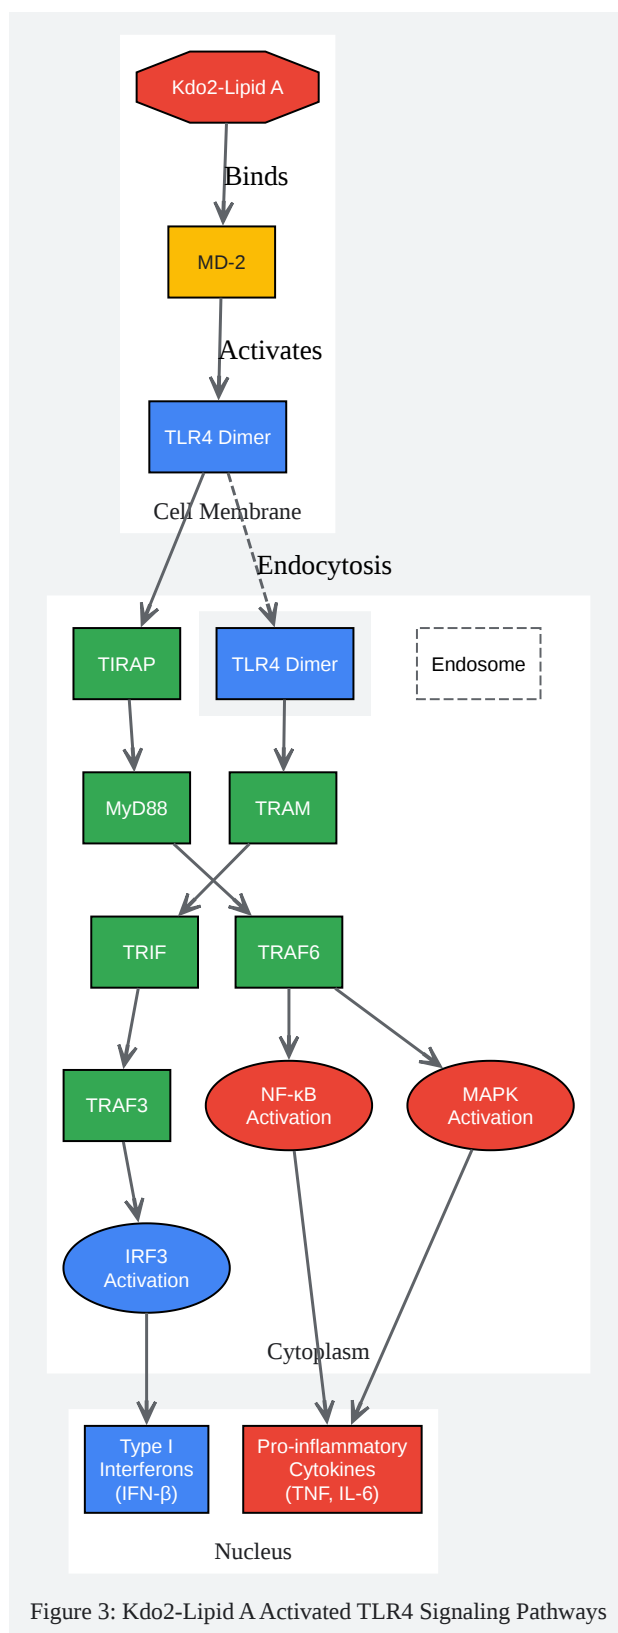 Kdo2-Lipid A
Binds
MD-2
Activates
TLR4 Dimer
Cell Membrane
Endocytosis
TIRAP
TLR4 Dimer
Endosome
MyD88
TRAM
TRIF
TRAF6
TRAF3
NF-κB
Activation
MAPK
Activation
IRF3
Activation
Cytoplasm
Type I
Interferons
(IFN-β)
Pro-inflammatory
Cytokines
(TNF, IL-6)
Nucleus
Figure 3: Kdo2-Lipid A Activated TLR4 Signaling Pathways